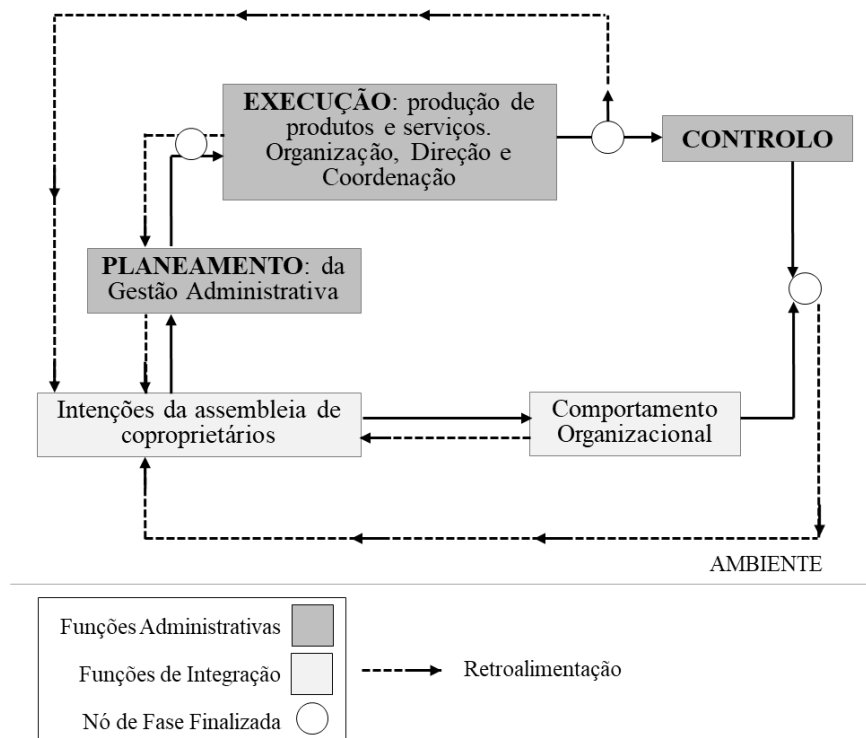 EXECUÇÃO: produção de
produtos e serviços.
Organização, Direção e
Coordenação
CONTROLO
PLANEAMENTO: da
Gestão Administrativa
Intenções da assembleia de
coproprietários
Comportamento
Organizacional
AMBIENTE
Funções Administrativas
Funções de Integração
Nó de Fase Finalizada
Retroalimentação